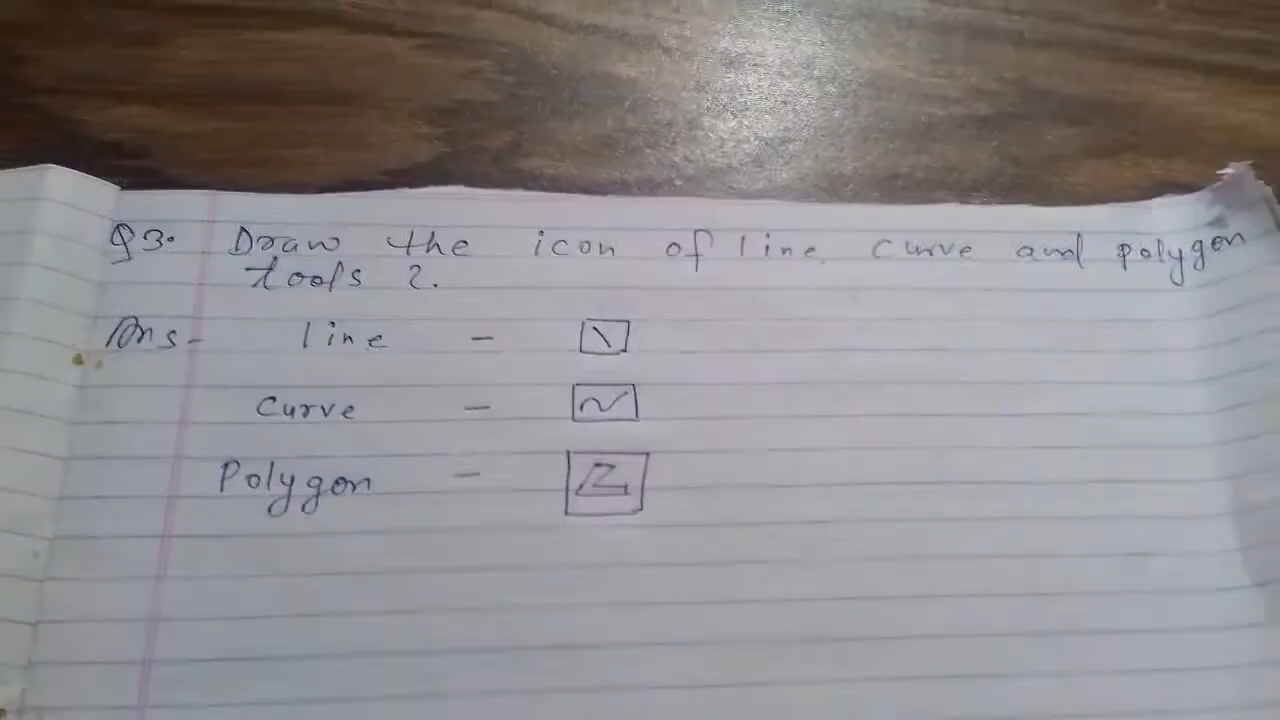 Q3. Draw the icon of line, curve and polygon
tools ?.
Ans- line -
Curve -
Polygon -